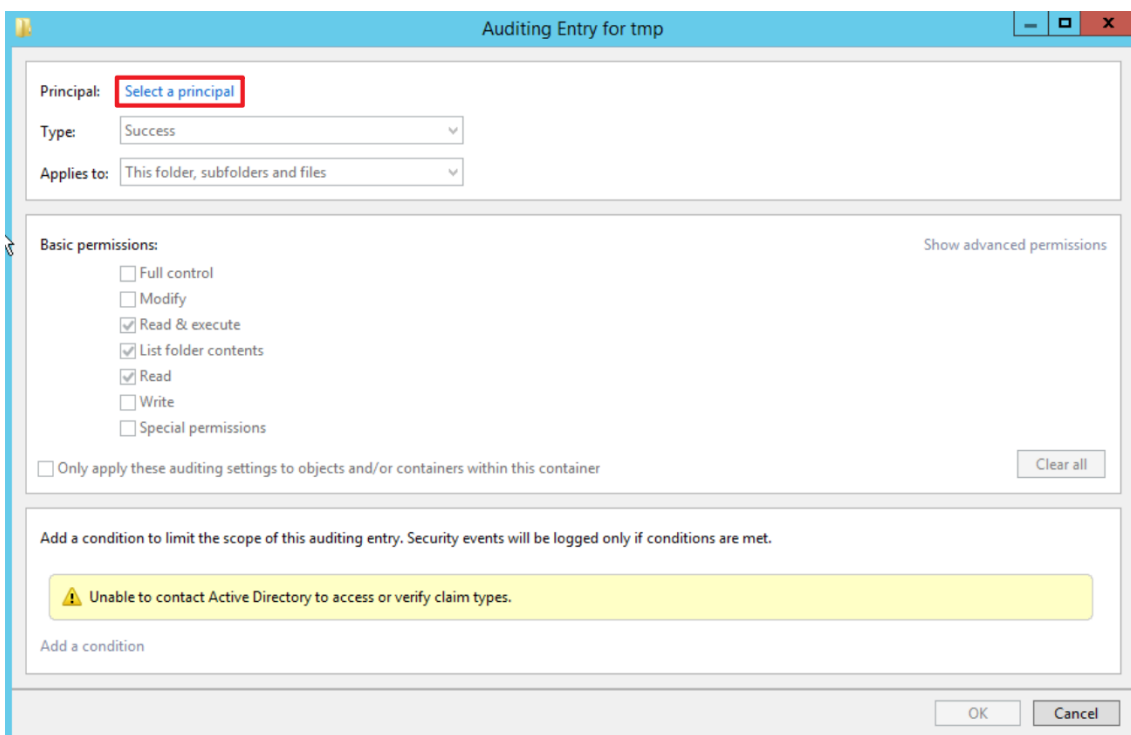 Auditing Entry for tmp
Principal: Select a principal
Type: Success
Applies to: This folder, subfolders and files
Basic permissions: Show advanced permissions
Full control
Modify
Read & execute
List folder contents
Read
Write
Special permissions
Only apply these auditing settings to objects and/or containers within this container Clear all
Add a condition to limit the scope of this auditing entry. Security events will be logged only if conditions are met.
Unable to contact Active Directory to access or verify claim types.
Add a condition
OK Cancel